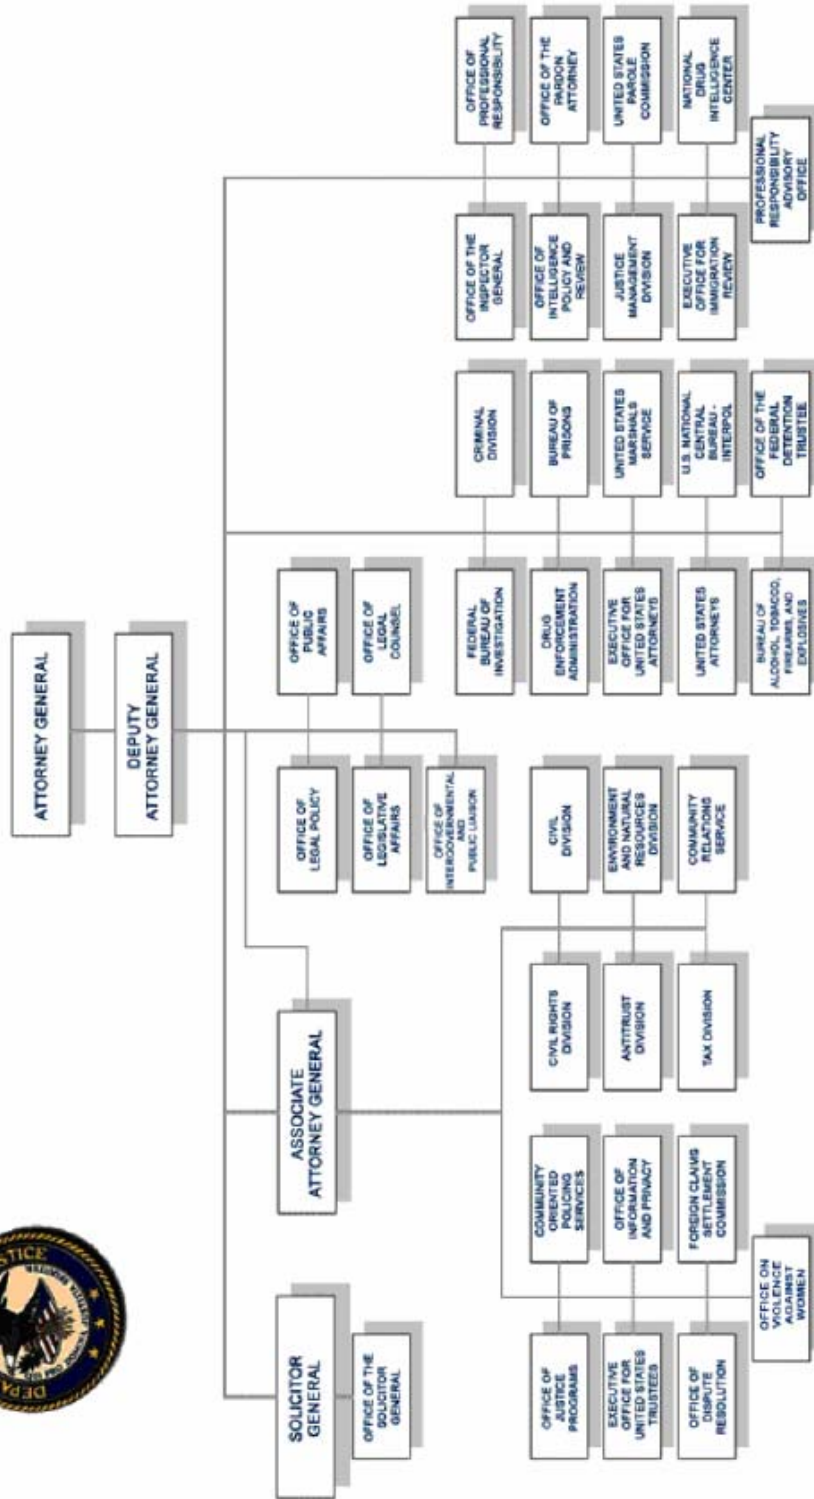 STICE
DEPA
QUI PRO DOMINA JUSTITIA SEQUITUR
ATTORNEY GENERAL
DEPUTY
ATTORNEY GENERAL
SOLICITOR
GENERAL
OFFICE OF THE
SOLICITOR
GENERAL
ASSOCIATE
ATTORNEY GENERAL
OFFICE OF
LEGAL POLICY
OFFICE OF
PUBLIC
AFFAIRS
OFFICE OF
LEGISLATIVE
AFFAIRS
OFFICE OF
LEGAL
COUNSEL
OFFICE OF
INTERGOVERNMENTAL
AND
PUBLIC LIAISON
OFFICE OF
JUSTICE
PROGRAMS
COMMUNITY
ORIENTED
POLICING
SERVICES
EXECUTIVE
OFFICE FOR
UNITED STATES
TRUSTEES
OFFICE OF
INFORMATION
AND PRIVACY
OFFICE OF
DISPUTE
RESOLUTION
FOREIGN CLAIMS
SETTLEMENT
COMMISSION
OFFICE ON
VIOLENCE
AGAINST
WOMEN
CIVIL RIGHTS
DIVISION
CIVIL
DIVISION
ANTITRUST
DIVISION
ENVIRONMENT
AND NATURAL
RESOURCES
DIVISION
TAX DIVISION
COMMUNITY
RELATIONS
SERVICE
FEDERAL
BUREAU OF
INVESTIGATION
CRIMINAL
DIVISION
DRUG
ENFORCEMENT
ADMINISTRATION
BUREAU OF
PRISONS
EXECUTIVE
OFFICE FOR
UNITED STATES
ATTORNEYS
UNITED STATES
MARSHALS
SERVICE
UNITED STATES
ATTORNEYS
U.S. NATIONAL
CENTRAL
BUREAU -
INTERPOL
BUREAU OF
ALCOHOL, TOBACCO,
FIREARMS, AND
EXPLOSIVES
OFFICE OF THE
FEDERAL
DETENTION
TRUSTEE
OFFICE OF THE
INSPECTOR
GENERAL
OFFICE OF
PROFESSIONAL
RESPONSIBILITY
OFFICE OF
INTELLIGENCE
POLICY AND
REVIEW
OFFICE OF THE
PARDON
ATTORNEY
JUSTICE
MANAGEMENT
DIVISION
UNITED STATES
PAROLE
COMMISSION
EXECUTIVE
OFFICE FOR
IMMIGRATION
REVIEW
NATIONAL
DRUG
INTELLIGENCE
CENTER
PROFESSIONAL
RESPONSIBILITY
ADVISORY
OFFICE